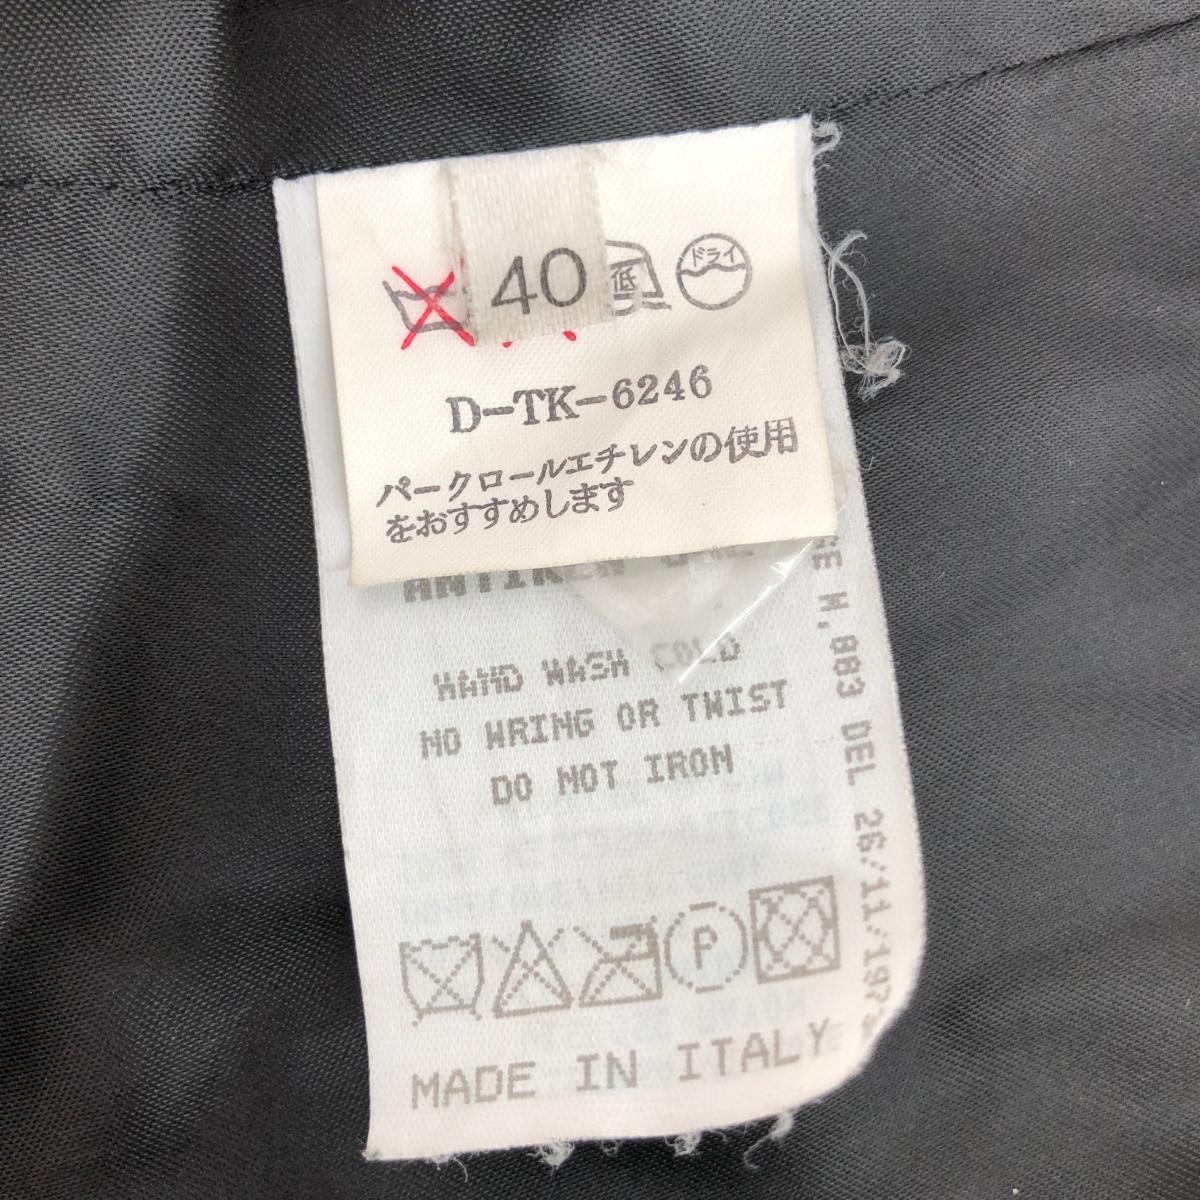 40
低
ドライ
D-TK-6246
パークロールエチレンの使用
をおすすめします
HAND WASH COLD
NO WRING OR TWIST
DO NOT IRON
P
MADE IN ITALY
N.883 DEL 26/11/1973